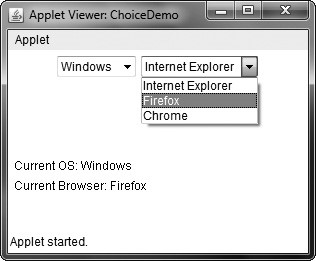 Applet Viewer: ChoiceDemo
Applet
Windows Internet Explorer
Internet Explorer
Firefox
Chrome
Current OS: Windows
Current Browser: Firefox
Applet started.